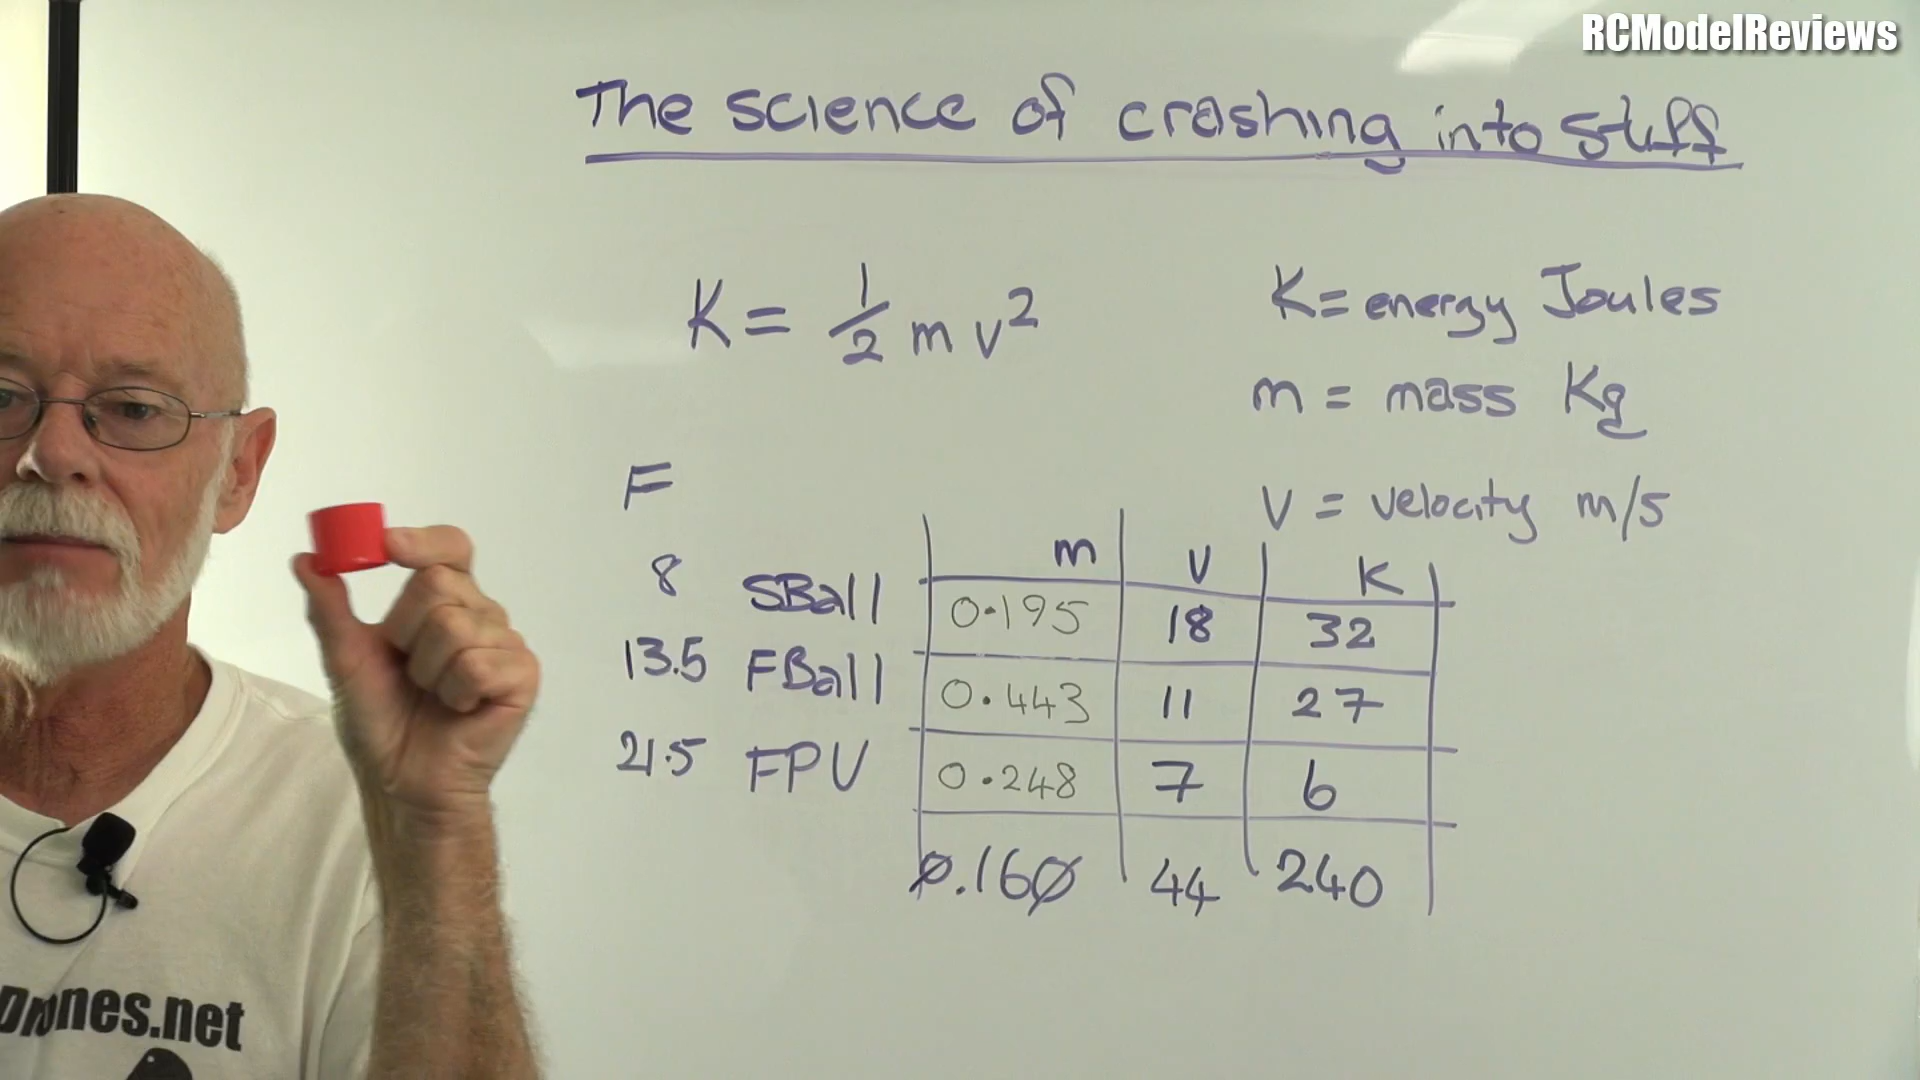 RCModelReviews
The science of crashing into stuff
K = 1/2 m v²
K = energy Joules
m = mass Kg
V = velocity m/s
F
m V K
8 SBall 0.195 18 32
13.5 FBall 0.443 11 27
21.5 FPV 0.248 7 6
0.160 44 240
Drones.net